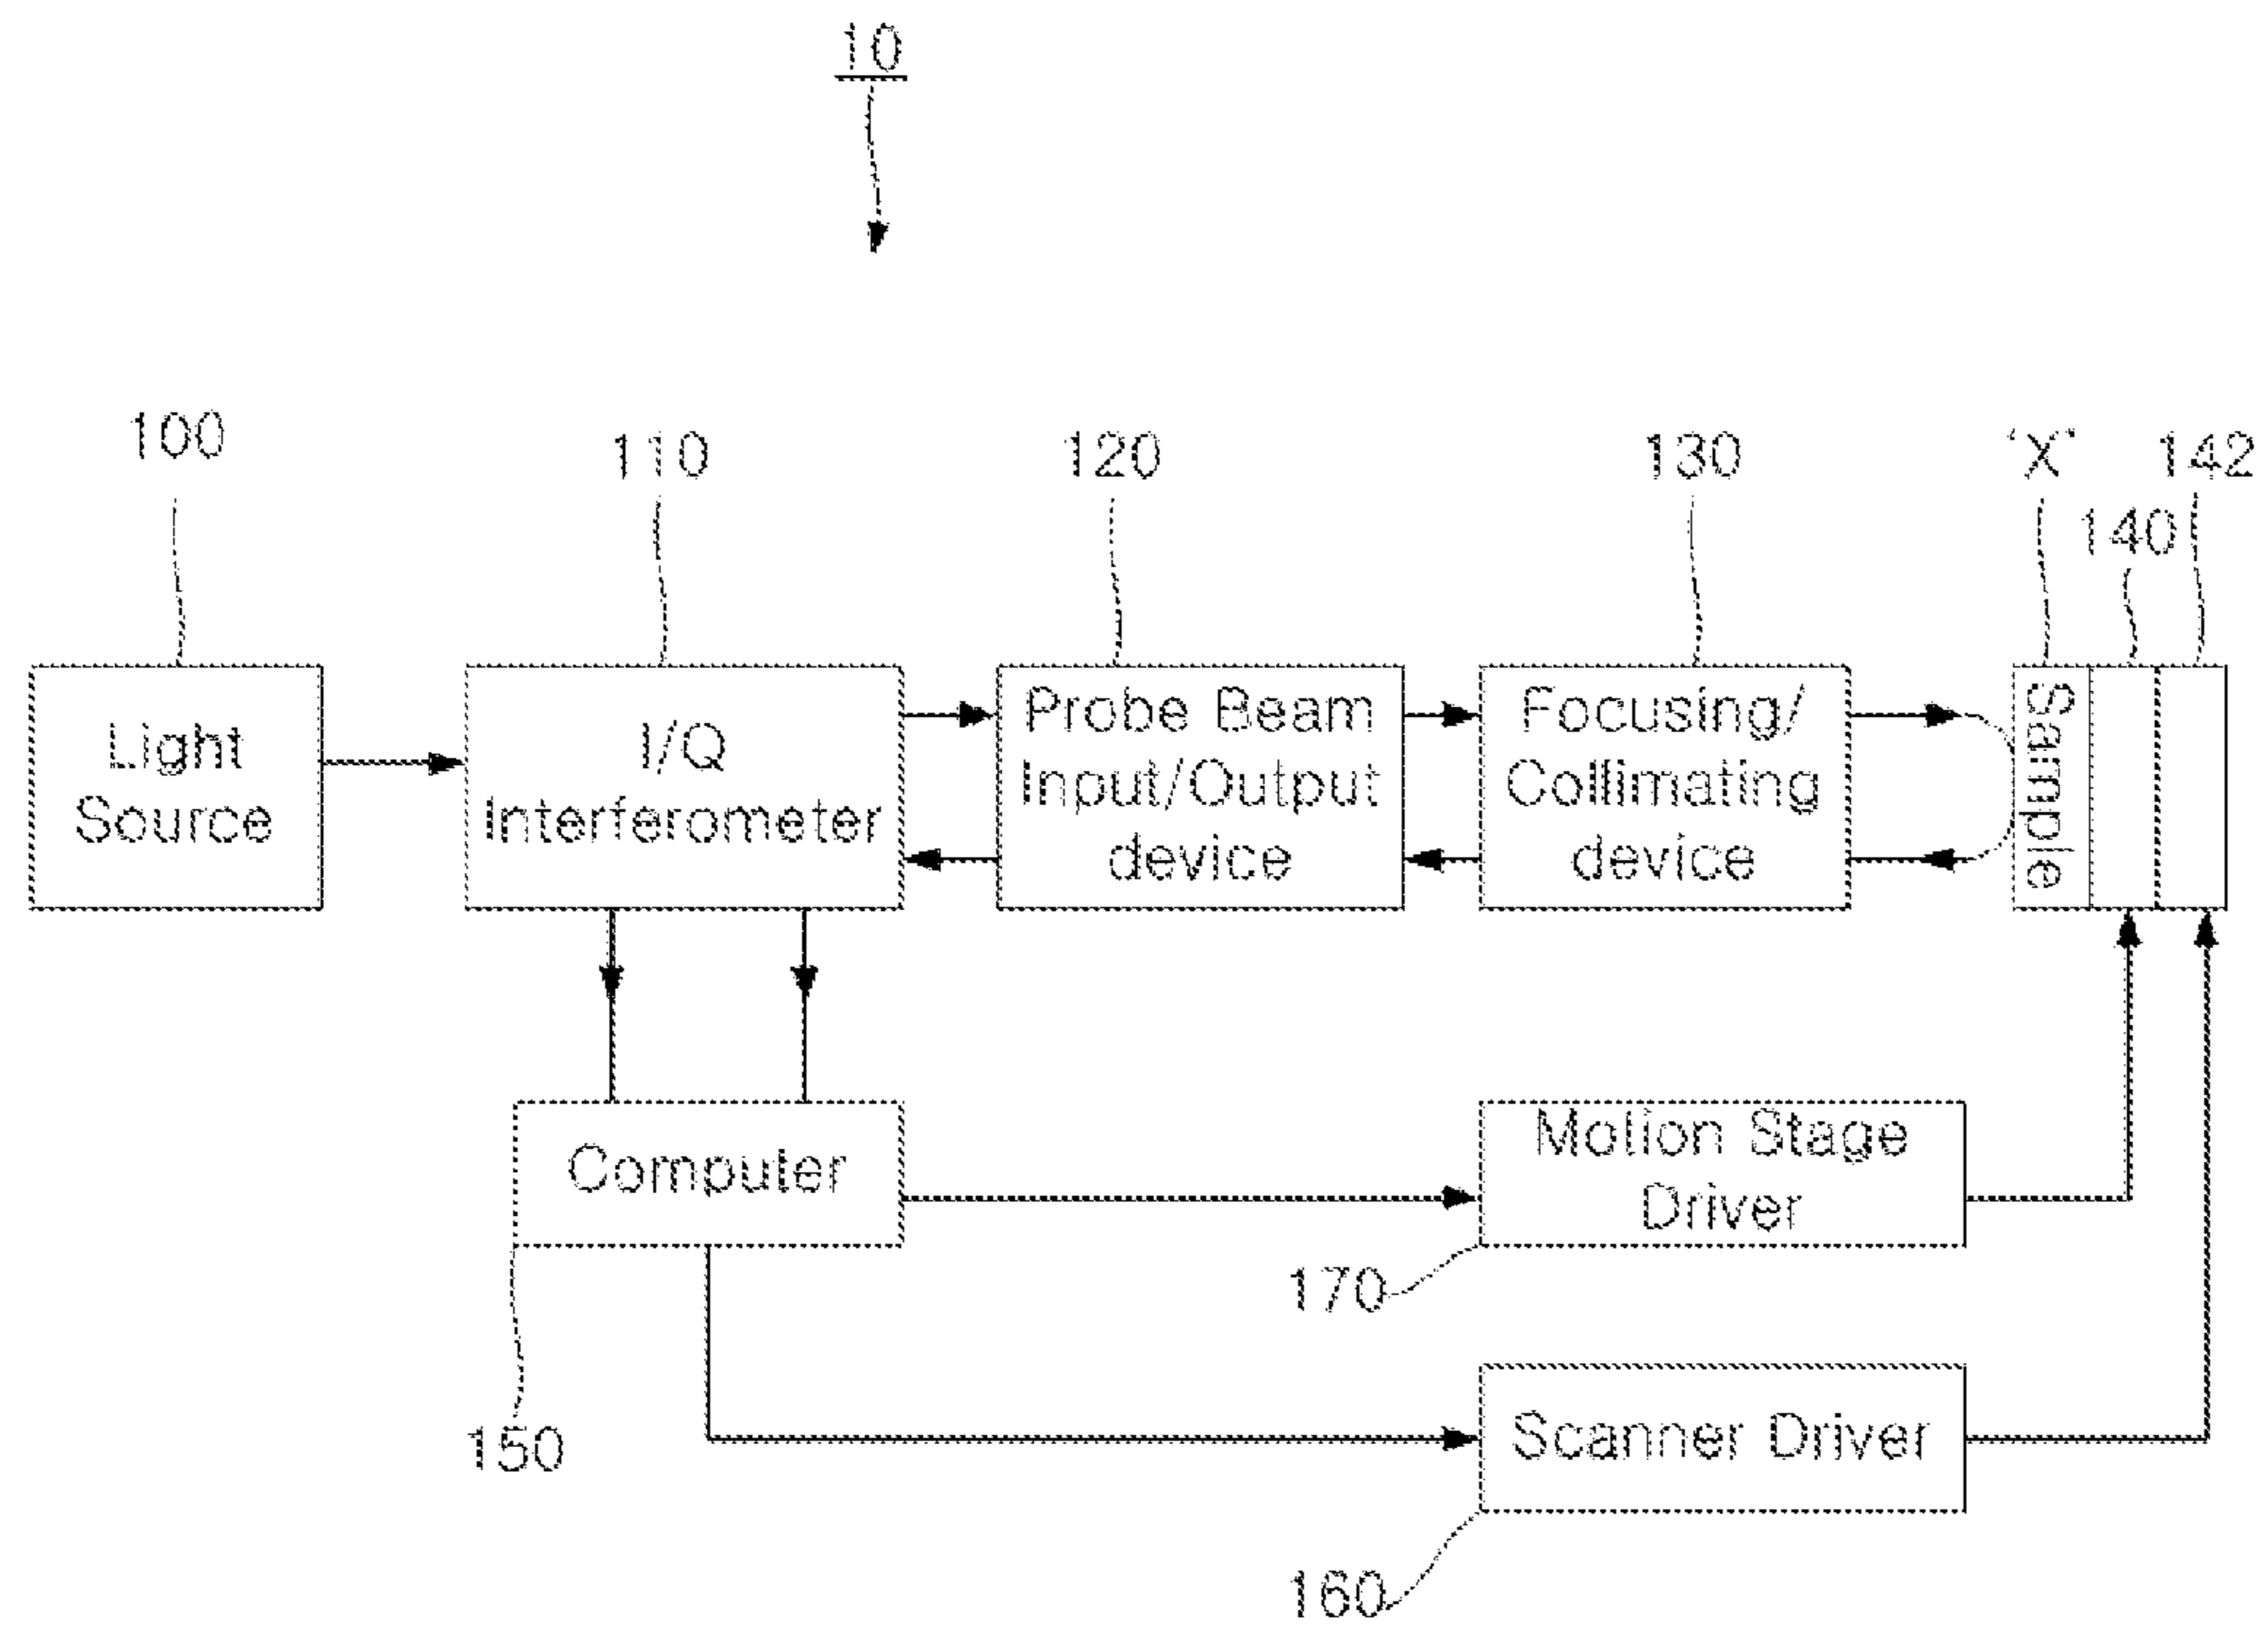 10
100
110
120
130
'X'
142
140
Light
Source
I/Q
Interferometer
Probe Beam
Input/Output
device
Focusing/
Collimating
device
Sample
Computer
Motion Stage
Driver
170
150
Scanner Driver
160